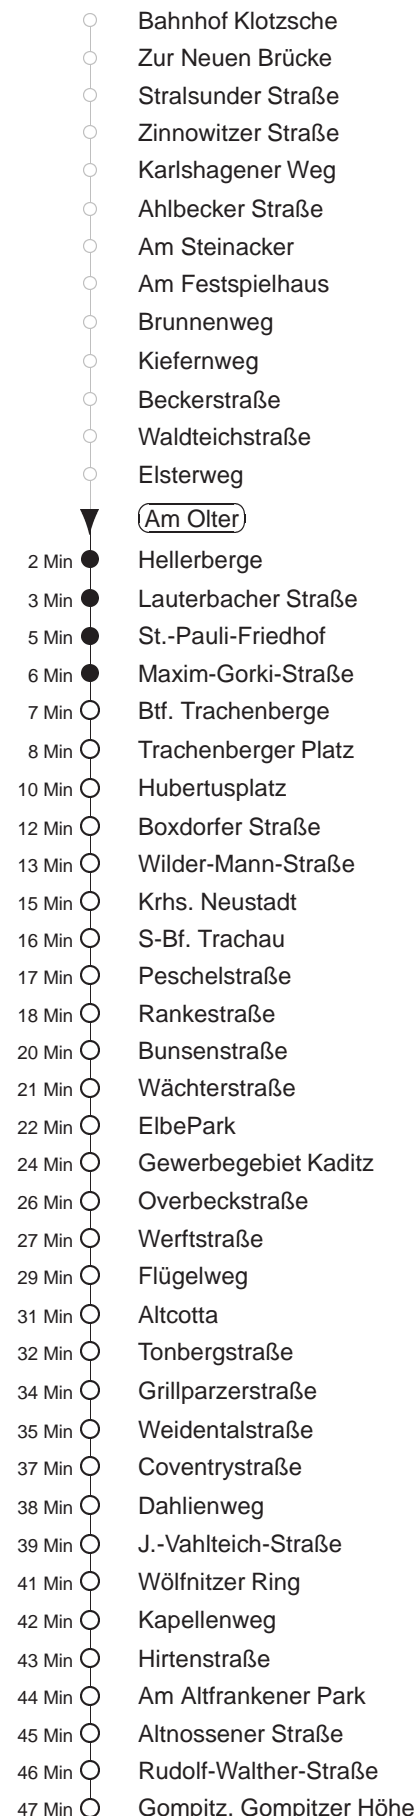 Bahnhof Klotzsche
Zur Neuen Brücke
Stralsunder Straße
Zinnowitzer Straße
Karlshagener Weg
Ahlbecker Straße
Am Steinacker
Am Festspielhaus
Brunnenweg
Kiefernweg
Beckerstraße
Waldteichstraße
Elsterweg
Am Olter
2 Min Hellerberge
3 Min Lauterbacher Straße
5 Min St.-Pauli-Friedhof
6 Min Maxim-Gorki-Straße
7 Min Btf. Trachenberge
8 Min Trachenberger Platz
10 Min Hubertusplatz
12 Min Boxdorfer Straße
13 Min Wilder-Mann-Straße
15 Min Krhs. Neustadt
16 Min S-Bf. Trachau
17 Min Peschelstraße
18 Min Rankestraße
20 Min Bunsenstraße
21 Min Wächterstraße
22 Min ElbePark
24 Min Gewerbegebiet Kaditz
26 Min Overbeckstraße
27 Min Werftstraße
29 Min Flügelweg
31 Min Altcotta
32 Min Tonbergstraße
34 Min Grillparzerstraße
35 Min Weidentalstraße
37 Min Coventrystraße
38 Min Dahlienweg
39 Min J.-Vahlteich-Straße
41 Min Wölfnitzer Ring
42 Min Kapellenweg
43 Min Hirtenstraße
44 Min Am Altfrankener Park
45 Min Altnossener Straße
46 Min Rudolf-Walther-Straße
47 Min Gompitz, Gompitzer Höhe